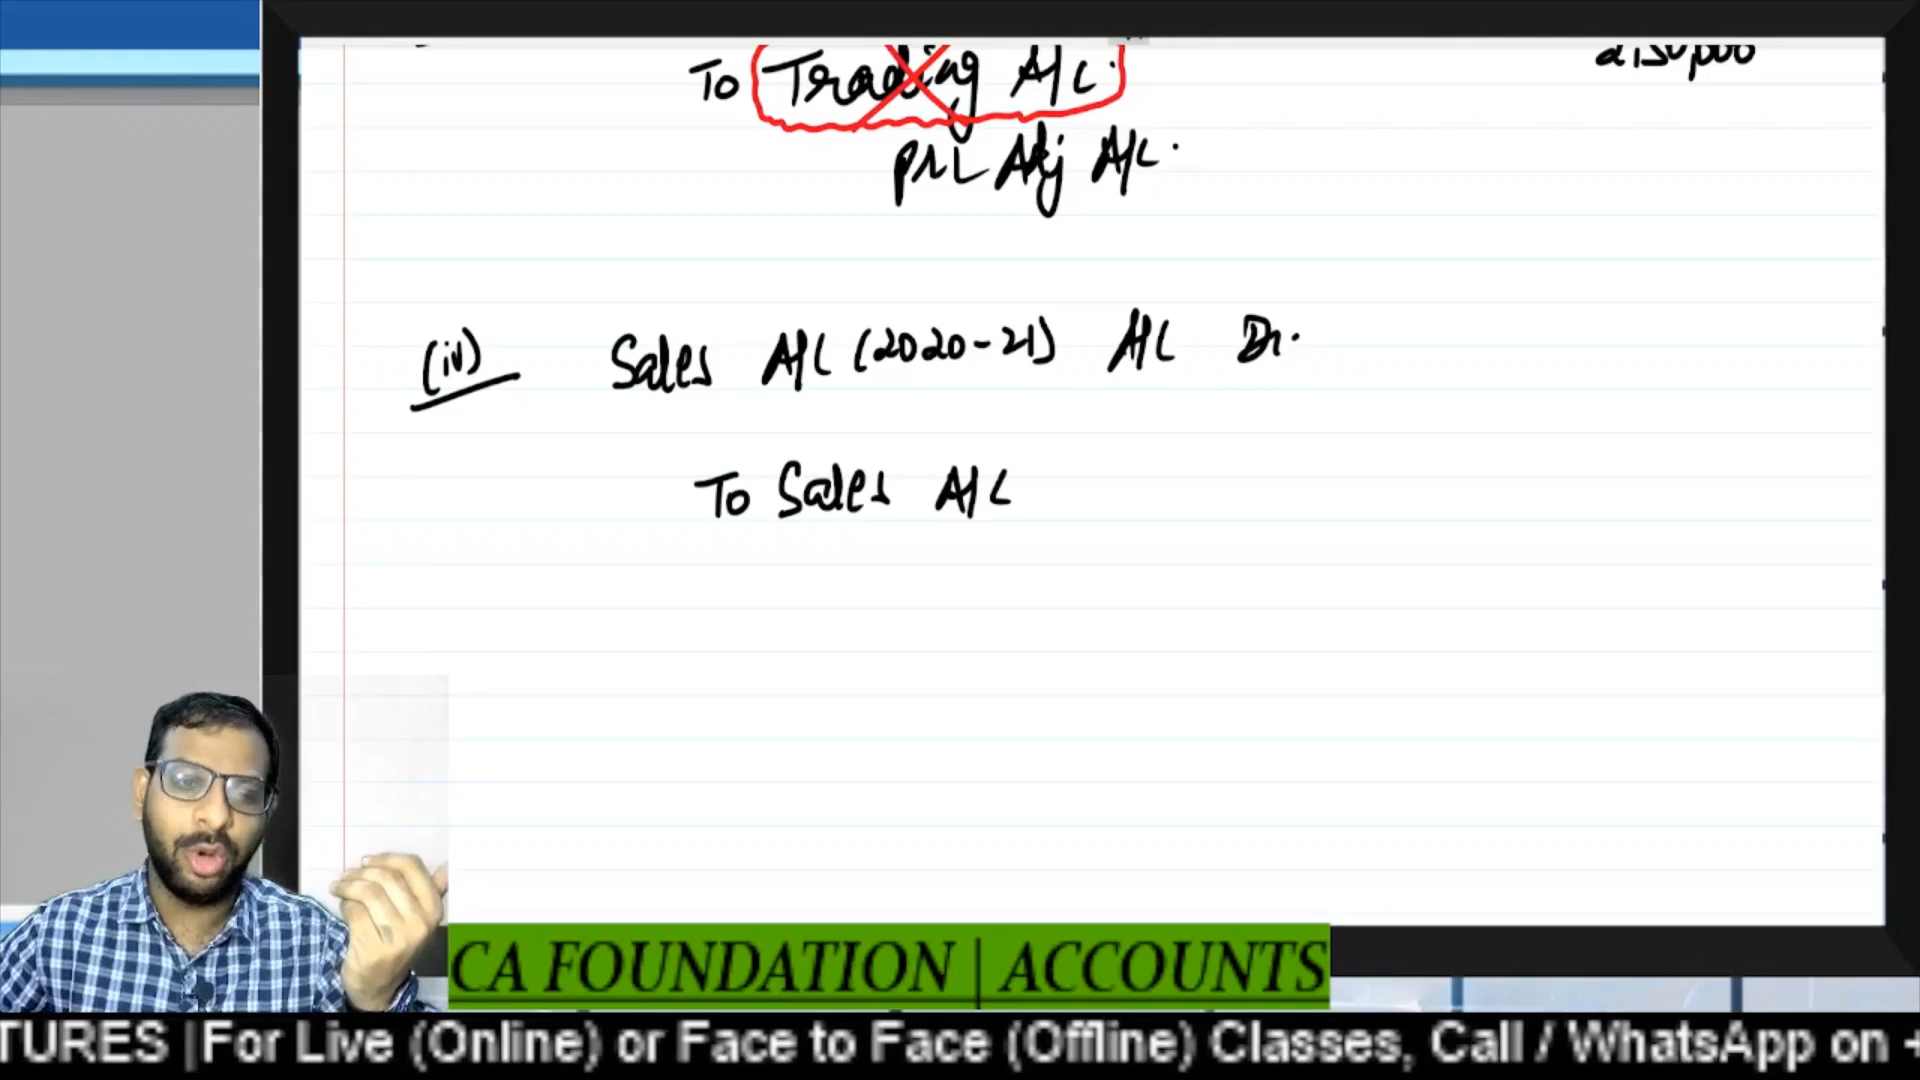 To Trading A/C.
P&L Adj A/C.
(iv) Sales A/C (2020-21) A/C Dr.
To Sales A/C
CA FOUNDATION | ACCOUNTS
TURES | For Live (Online) or Face to Face (Offline) Classes, Call / WhatsApp on +